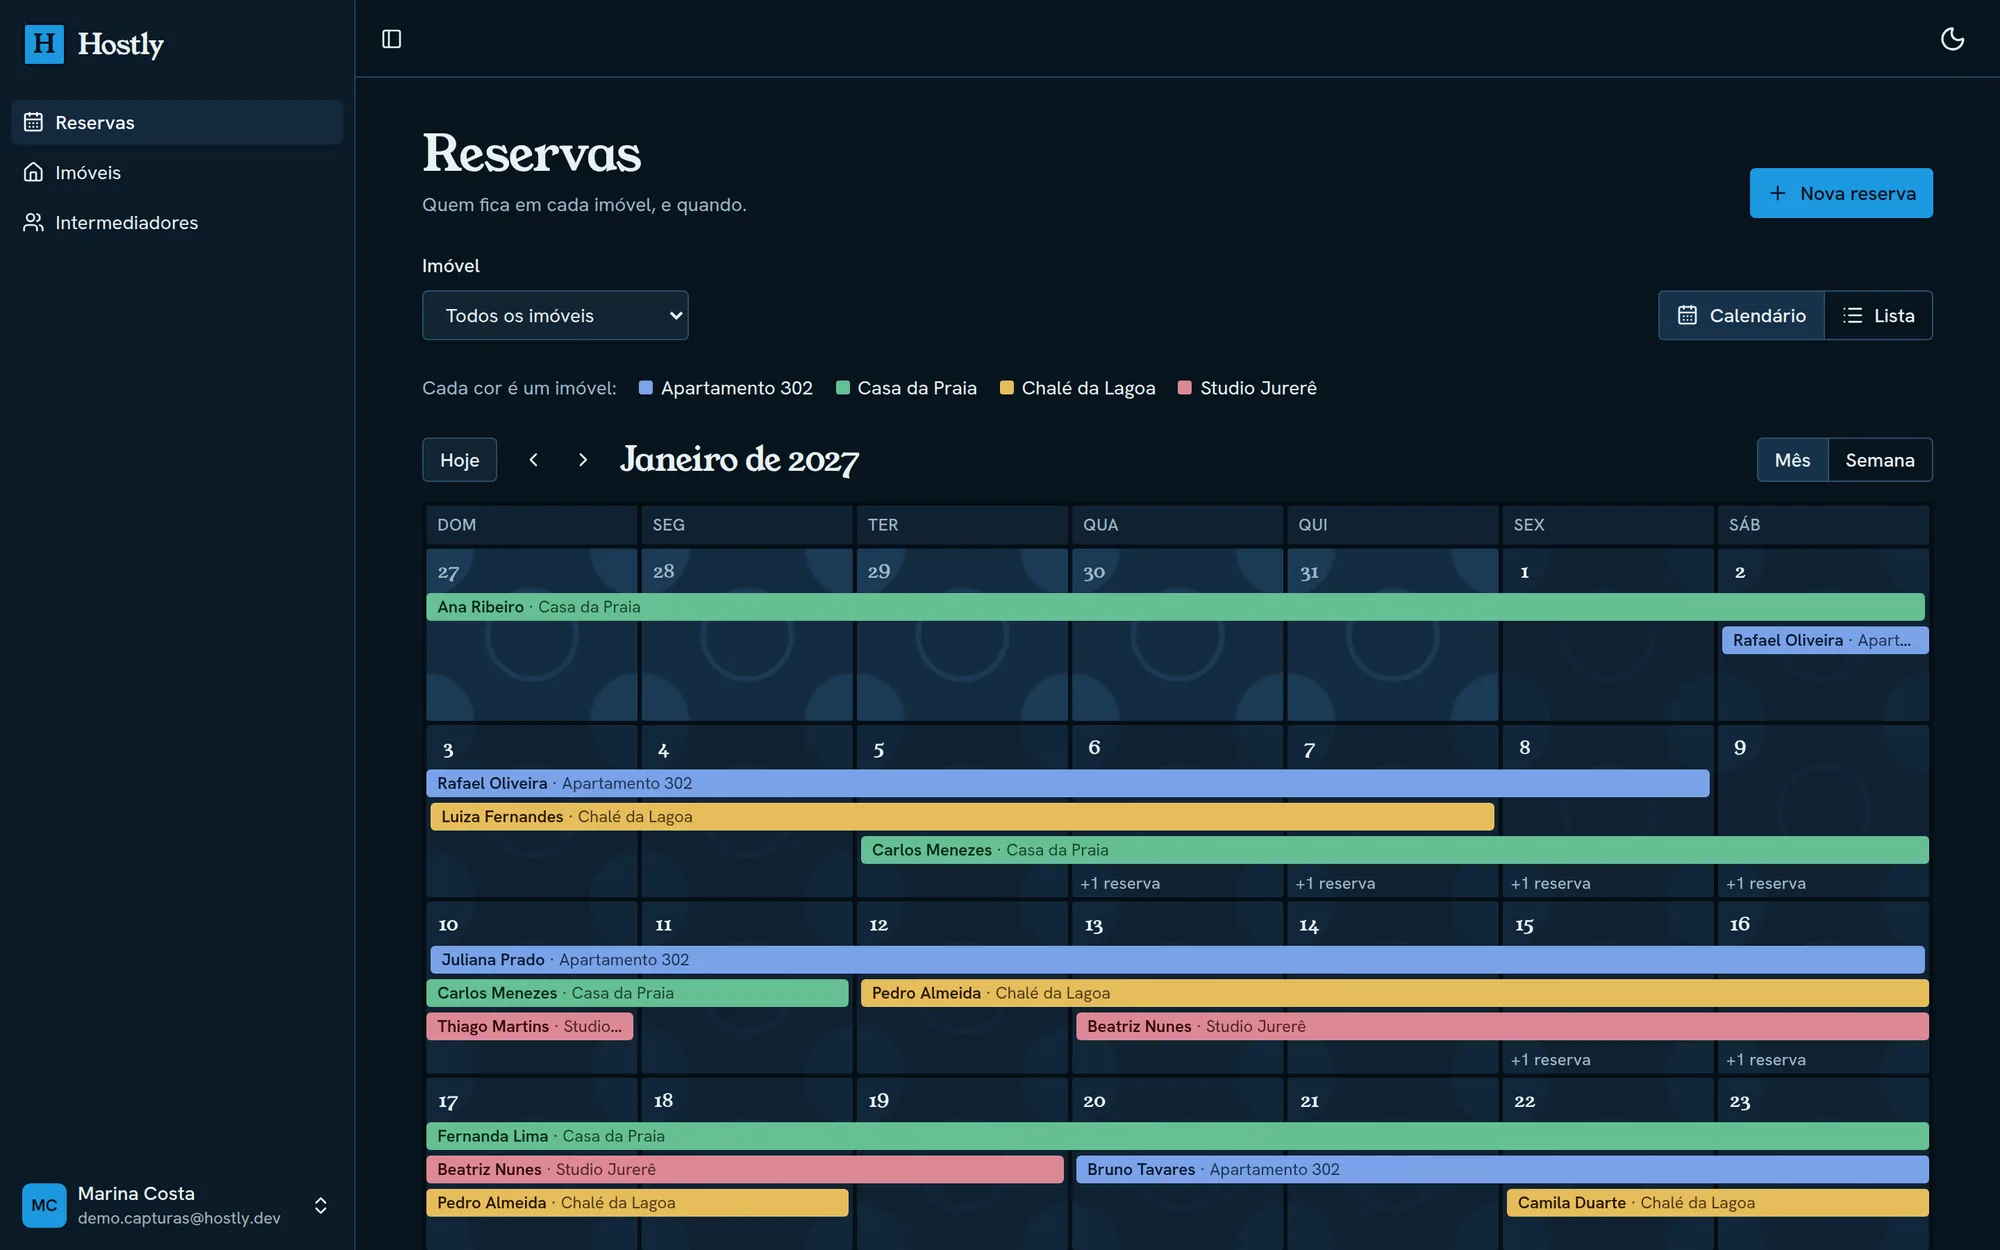 H Hostly
Reservas
Imóveis
Intermediadores
Reservas
Quem fica em cada imóvel, e quando.
+ Nova reserva
Imóvel
Todos os imóveis
Calendário Lista
Cada cor é um imóvel: Apartamento 302 Casa da Praia Chalé da Lagoa Studio Jurerê
Hoje Janeiro de 2027 Mês Semana
DOM SEG TER QUA QUI SEX SÁB
27 28 29 30 31 1 2
Ana Ribeiro · Casa da Praia
Rafael Oliveira · Apart...
3 4 5 6 7 8 9
Rafael Oliveira · Apartamento 302
Luiza Fernandes · Chalé da Lagoa
Carlos Menezes · Casa da Praia
+1 reserva +1 reserva +1 reserva +1 reserva
10 11 12 13 14 15 16
Juliana Prado · Apartamento 302
Carlos Menezes · Casa da Praia Pedro Almeida · Chalé da Lagoa
Thiago Martins · Studio... Beatriz Nunes · Studio Jurerê
+1 reserva +1 reserva
17 18 19 20 21 22 23
Fernanda Lima · Casa da Praia
Beatriz Nunes · Studio Jurerê Bruno Tavares · Apartamento 302
Pedro Almeida · Chalé da Lagoa Camila Duarte · Chalé da Lagoa
MC Marina Costa
demo.capturas@hostly.dev